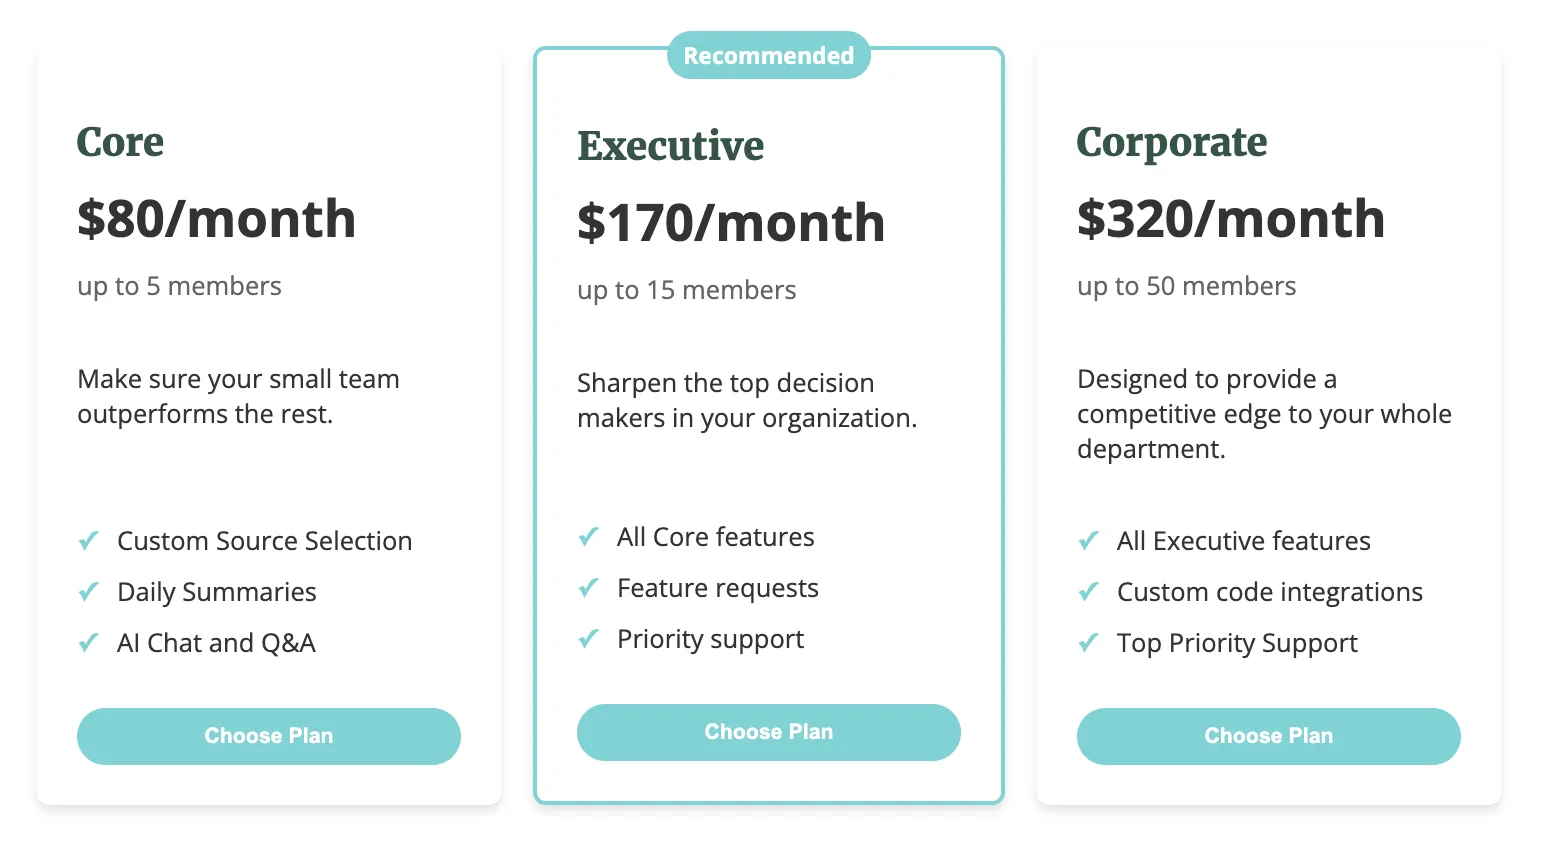 Core
$80/month
up to 5 members
Make sure your small team
outperforms the rest.
✓ Custom Source Selection
✓ Daily Summaries
✓ AI Chat and Q&A
Choose Plan
Recommended
Executive
$170/month
up to 15 members
Sharpen the top decision
makers in your organization.
✓ All Core features
✓ Feature requests
✓ Priority support
Choose Plan
Corporate
$320/month
up to 50 members
Designed to provide a
competitive edge to your whole
department.
✓ All Executive features
✓ Custom code integrations
✓ Top Priority Support
Choose Plan